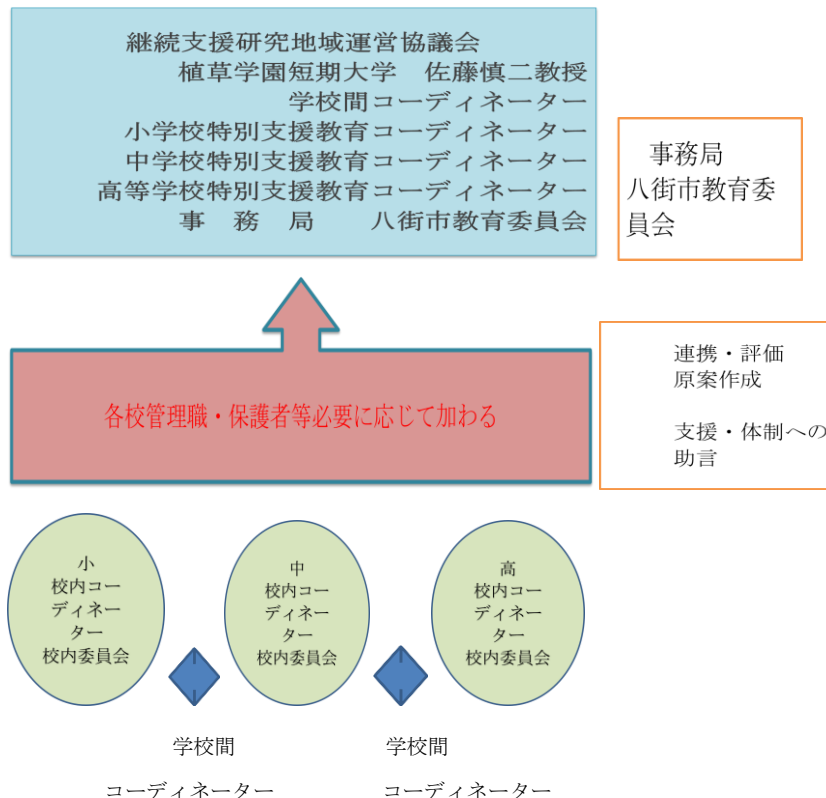 継続支援研究地域運営協議会
植草学園短期大学　佐藤慎二教授
学校間コーディネーター
小学校特別支援教育コーディネーター
中学校特別支援教育コーディネーター
高等学校特別支援教育コーディネーター
事　務　局　　八街市教育委員会
事務局
八街市教育委
員会
各校管理職・保護者等必要に応じて加わる
連携・評価
原案作成
支援・体制への
助言
小
校内コー
ディネー
ター
校内委員会
中
校内コー
ディネー
ター
校内委員会
高
校内コー
ディネー
ター
校内委員会
学校間
コーディネーター
学校間
コーディネーター